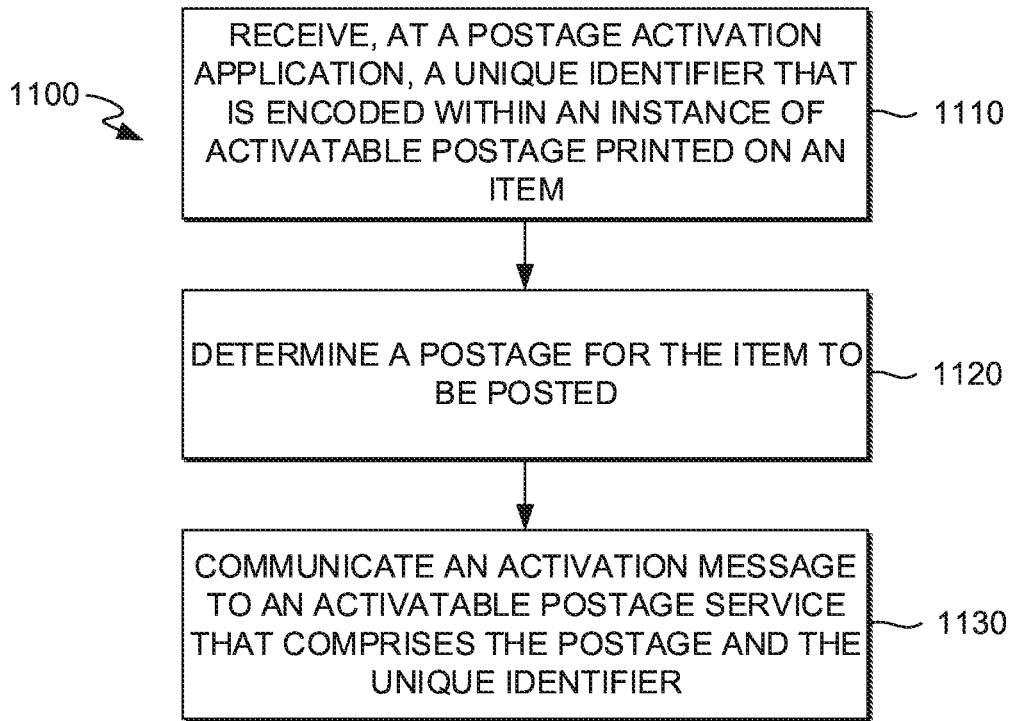 RECEIVE, AT A POSTAGE ACTIVATION
APPLICATION, A UNIQUE IDENTIFIER THAT
IS ENCODED WITHIN AN INSTANCE OF
ACTIVATABLE POSTAGE PRINTED ON AN
ITEM
1100
1110
DETERMINE A POSTAGE FOR THE ITEM TO
BE POSTED
1120
COMMUNICATE AN ACTIVATION MESSAGE
TO AN ACTIVATABLE POSTAGE SERVICE
THAT COMPRISES THE POSTAGE AND THE
UNIQUE IDENTIFIER
1130